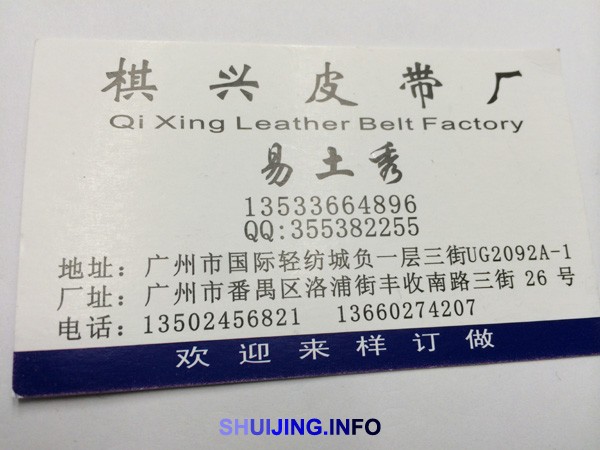 棋兴皮带厂
Qi Xing Leather Belt Factory
易土秀
13533664896
QQ:355382255
地址：广州市国际轻纺城负一层三街UG2092A-1
厂址：广州市番禺区洛浦街丰收南路三街 26 号
电话：13502456821 13660274207
欢迎来样订做
SHUIJING.INFO